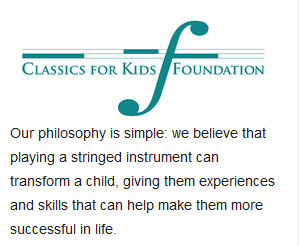 CLASSICS FOR KIDS FOUNDATION
Our philosophy is simple: we believe that
playing a stringed instrument can
transform a child, giving them experiences
and skills that can help make them more
successful in life.